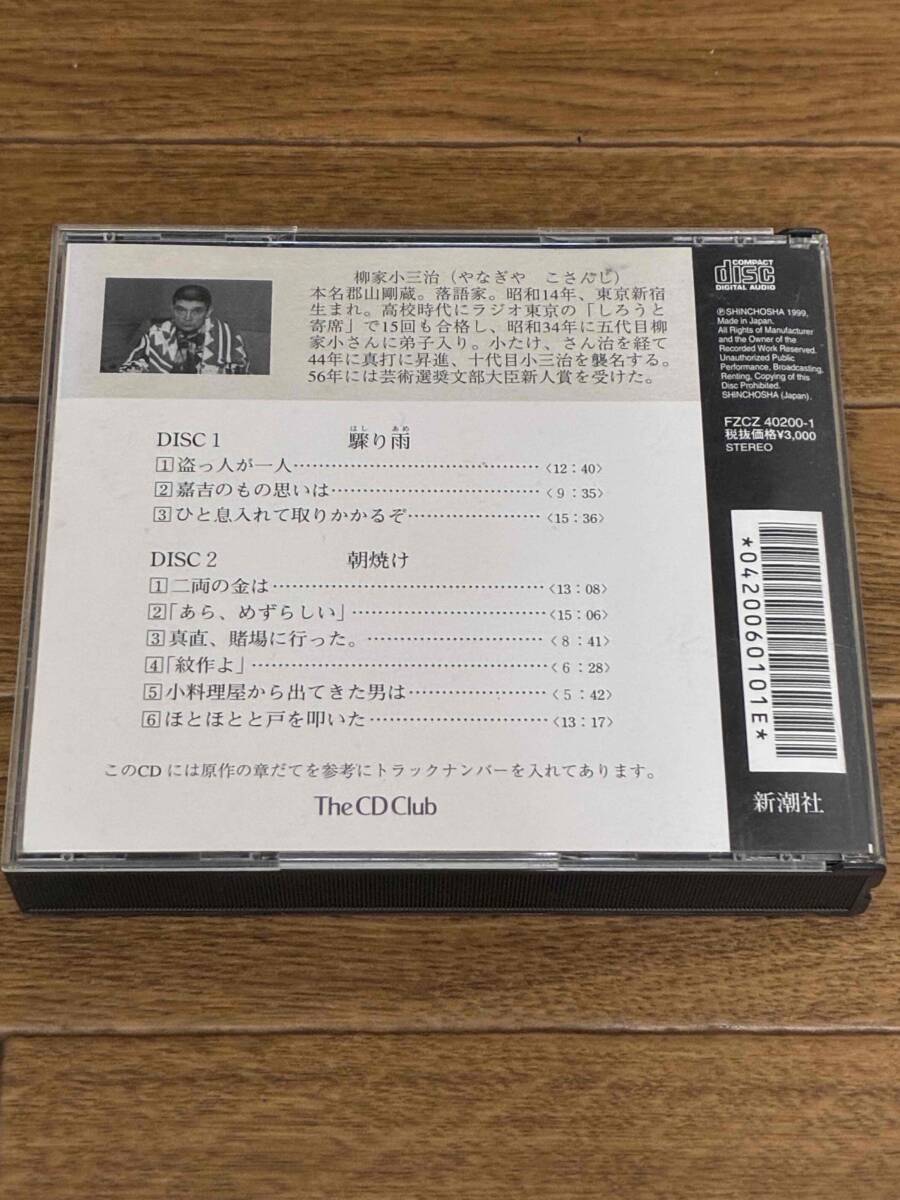 柳家小三治（やなぎや　こさんじ）
本名郡山剛蔵。落語家。昭和14年、東京新宿
生まれ。高校時代にラジオ東京の「しろうと
寄席」で15回も合格し、昭和34年に五代目柳
家小さんに弟子入り。小たけ、さん治を経て
44年に真打に昇進、十代目小三治を襲名する。
56年には芸術選奨文部大臣新人賞を受けた。
はし　あめ
DISC 1　驟り雨
1 盗っ人が一人……………………………〈12：40〉
2 嘉吉のもの思いは………………………〈9：35〉
3 ひと息入れて取りかかるぞ………………〈15：36〉
DISC 2　朝焼け
1 二両の金は………………………………〈13：08〉
2 「あら、めずらしい」……………………〈15：06〉
3 真直、賭場に行った。……………………〈8：41〉
4 「紋作よ」…………………………………〈6：28〉
5 小料理屋から出てきた男は………………〈5：42〉
6 ほとほとと戸を叩いた……………………〈13：17〉
このCDには原作の章だてを参考にトラックナンバーを入れてあります。
The CD Club
COMPACT
disc
DIGITAL AUDIO
ⓅSHINCHOSHA 1999,
Made in Japan.
All Rights of Manufacturer
and the Owner of the
Recorded Work Reserved.
Unauthorized Public
Performance, Broadcasting,
Renting, Copying of this
Disc Prohibited.
SHINCHOSHA (Japan).
FZCZ 40200-1
税抜価格¥3,000
STEREO
*0420060101E*
新潮社